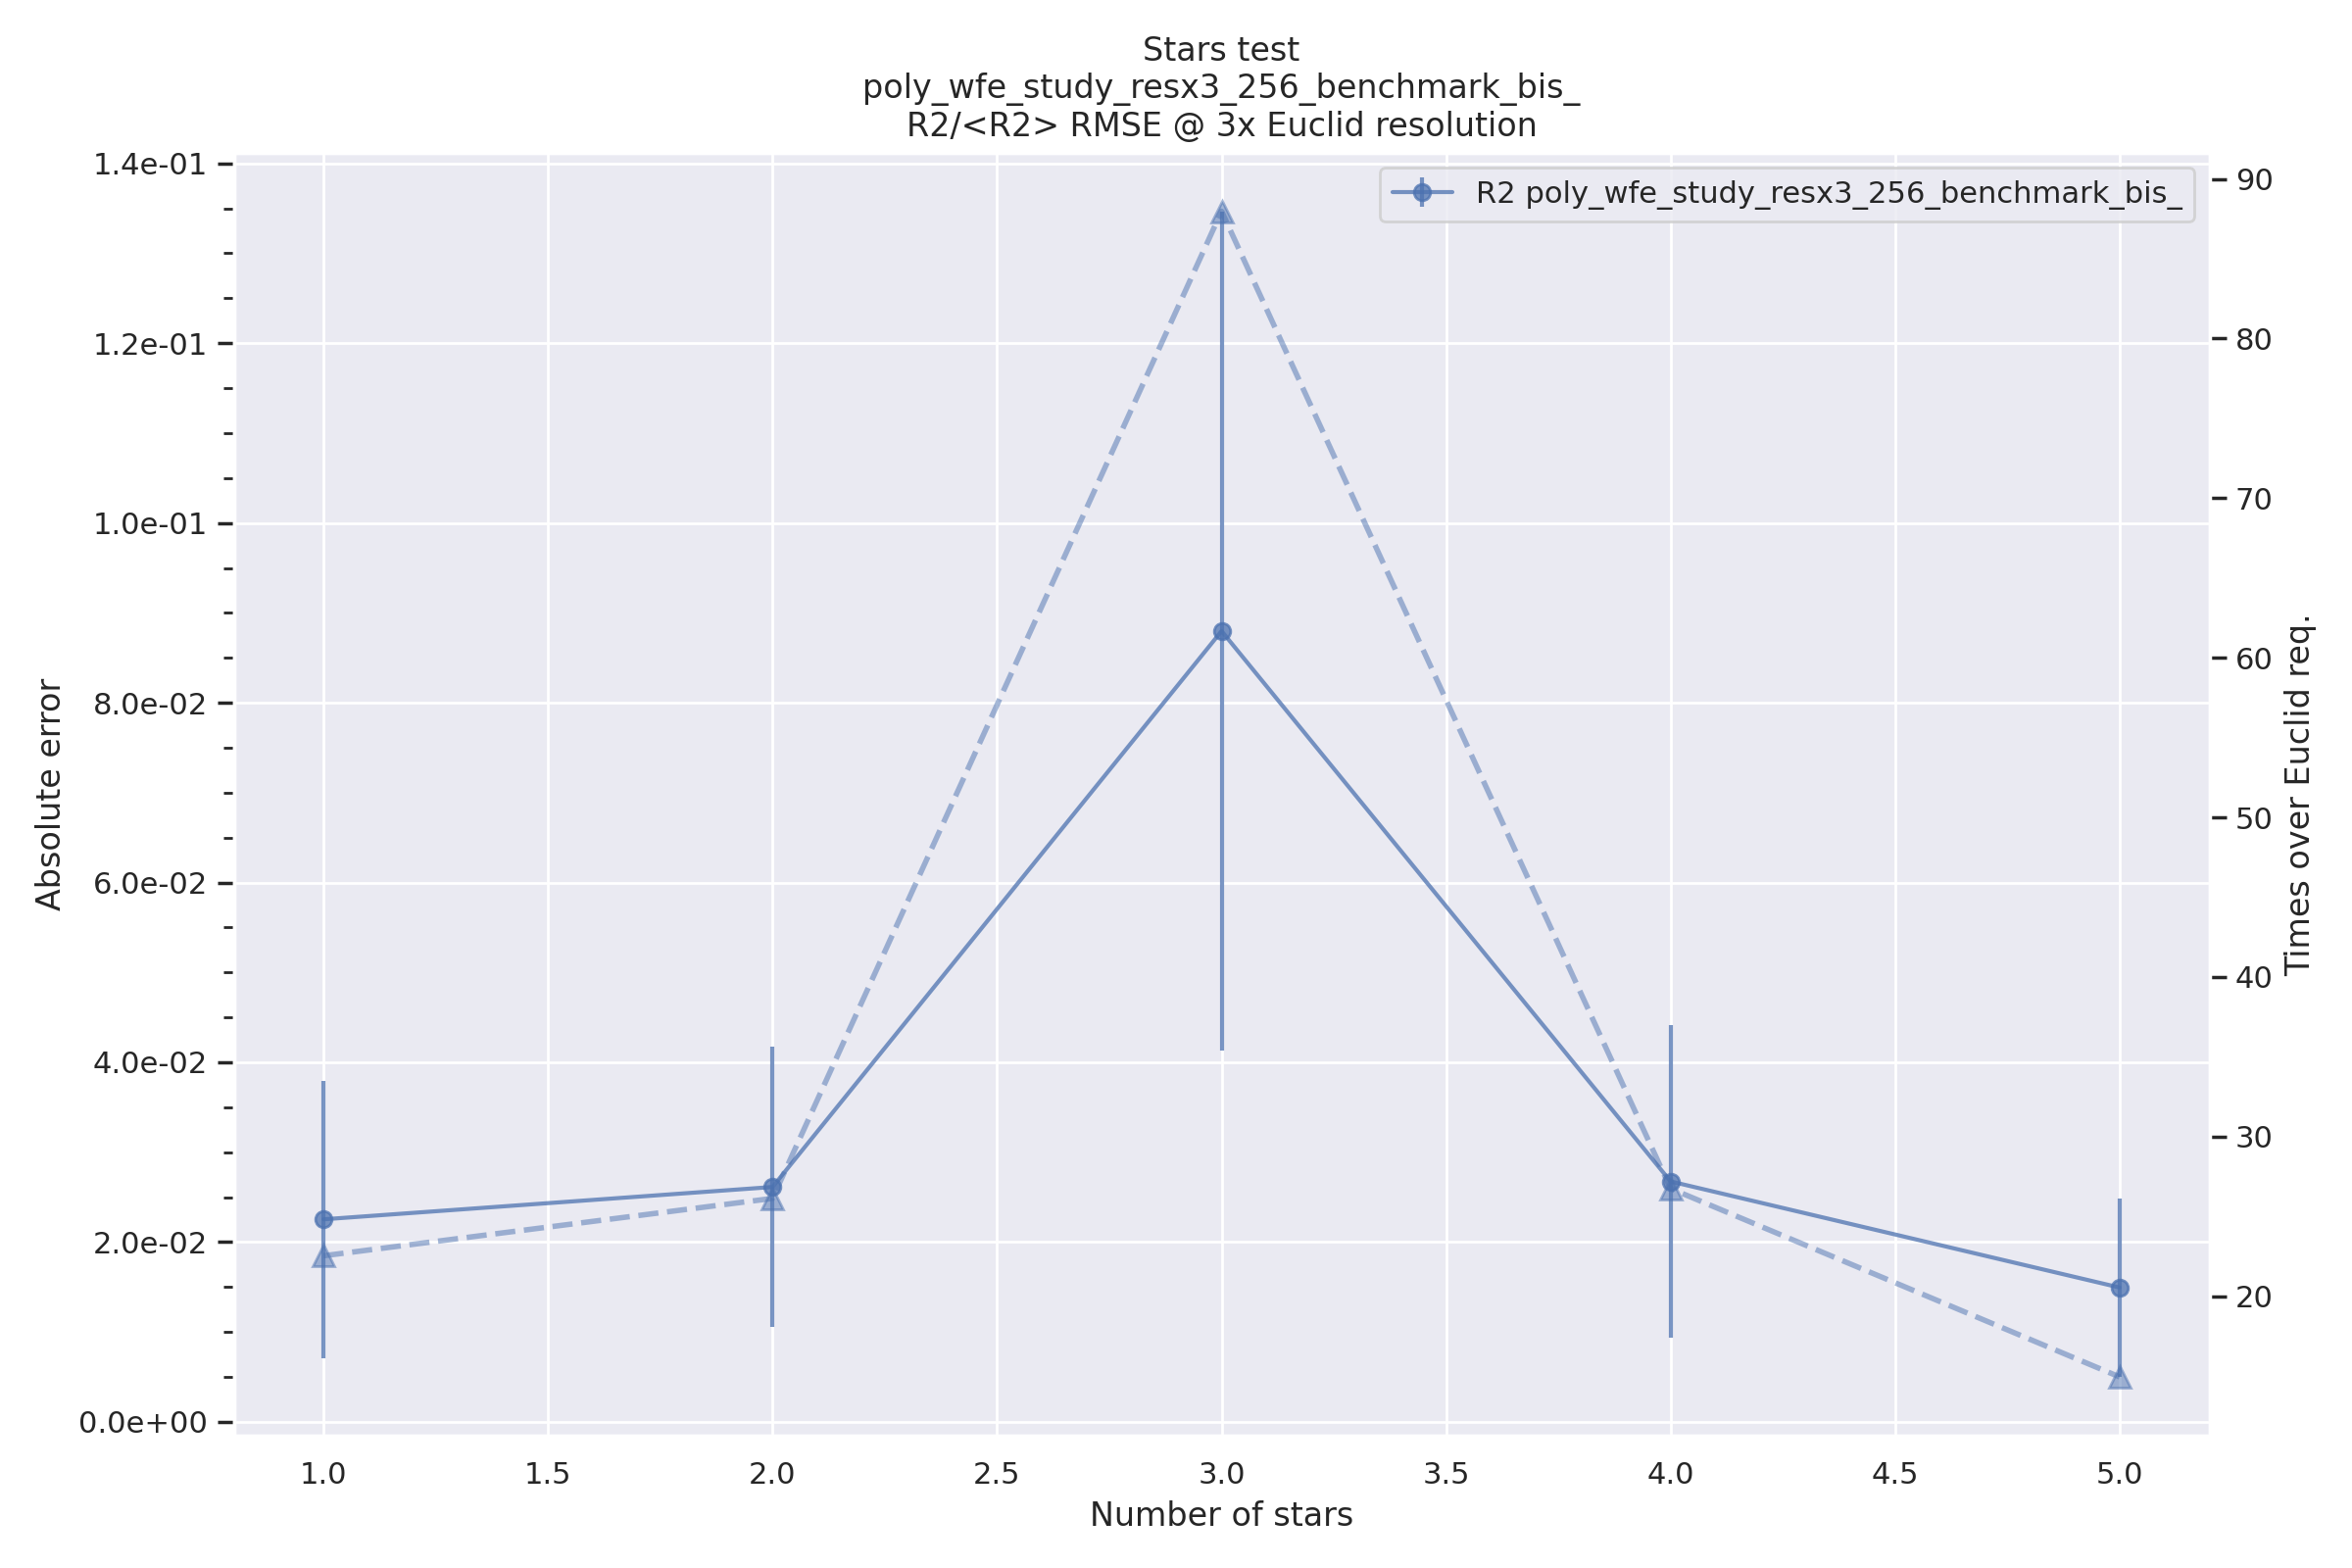 Stars test
poly_wfe_study_resx3_256_benchmark_bis_
R2/<R2> RMSE @ 3x Euclid resolution
R2 poly_wfe_study_resx3_256_benchmark_bis_
Absolute error
1.4e-01
1.2e-01
1.0e-01
8.0e-02
6.0e-02
4.0e-02
2.0e-02
0.0e+00
90
80
70
60
50
40
30
20
Times over Euclid req.
1.0 1.5 2.0 2.5 3.0 3.5 4.0 4.5 5.0
Number of stars